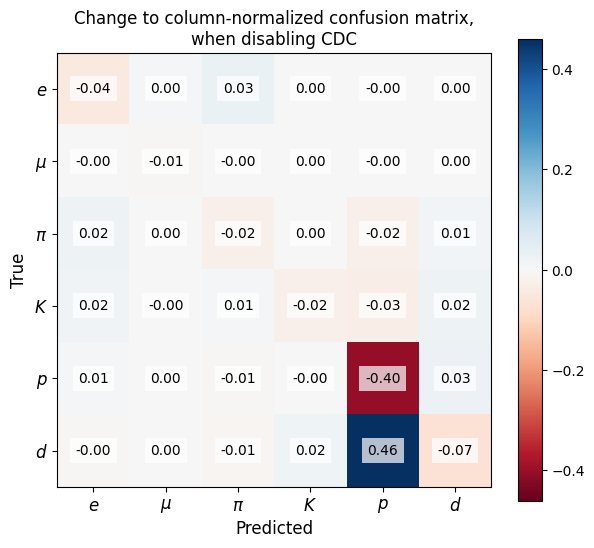 Change to column-normalized confusion matrix,
when disabling CDC
e -0.04 0.00 0.03 0.00 -0.00 0.00
μ -0.00 -0.01 -0.00 0.00 -0.00 0.00
π 0.02 0.00 -0.02 0.00 -0.02 0.01
K 0.02 -0.00 0.01 -0.02 -0.03 0.02
p 0.01 0.00 -0.01 -0.00 -0.40 0.03
d -0.00 0.00 -0.01 0.02 0.46 -0.07
e μ π K p d
Predicted
True
0.4
0.2
0.0
−0.2
−0.4